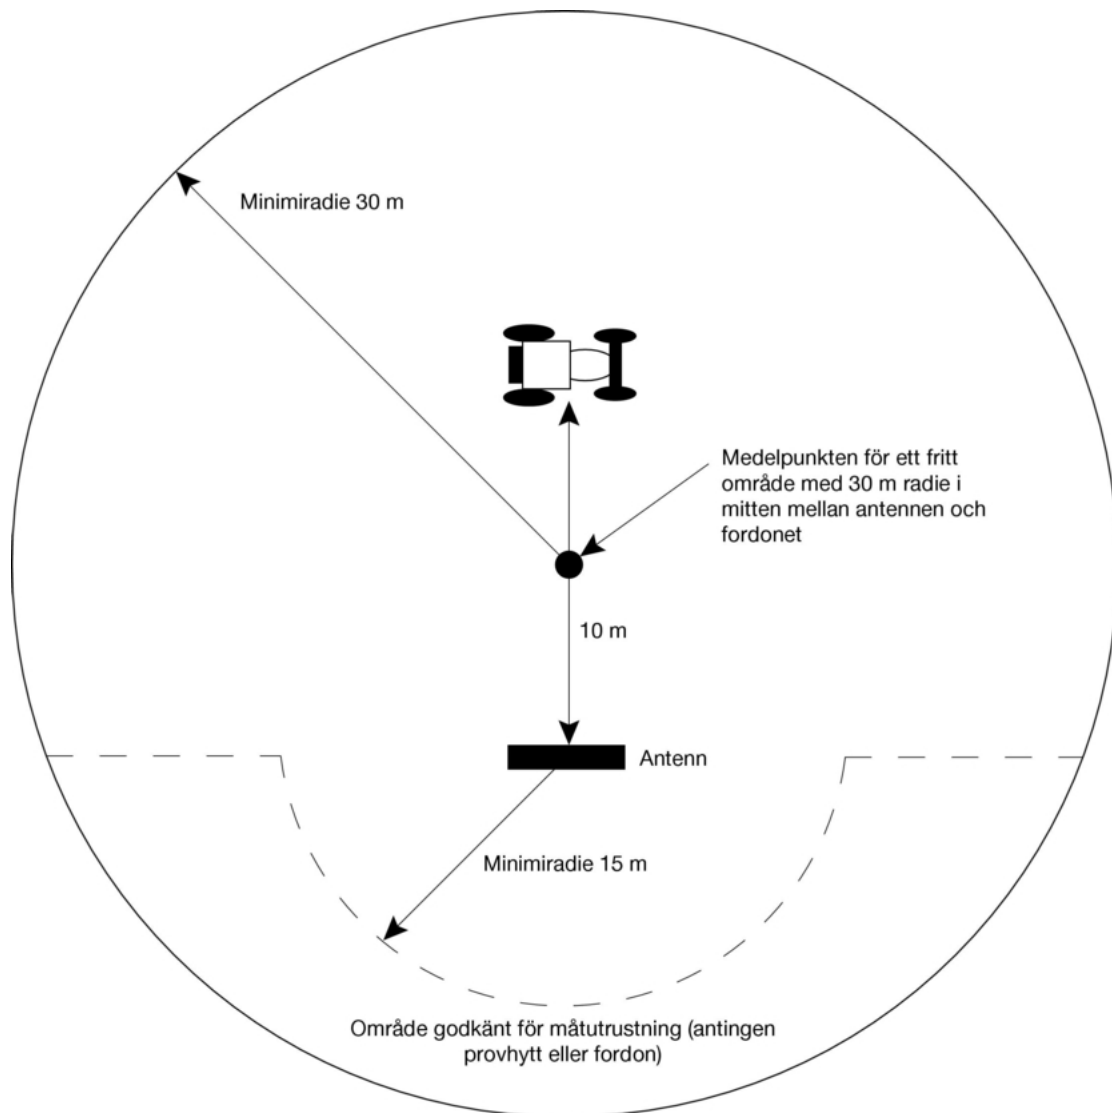 Minimiradie 30 m
Medelpunkten för ett fritt
område med 30 m radie i
mitten mellan antennen och
fordonet
10 m
Antenn
Minimiradie 15 m
Område godkänt för måtutrustning (antingen
provhytt eller fordon)